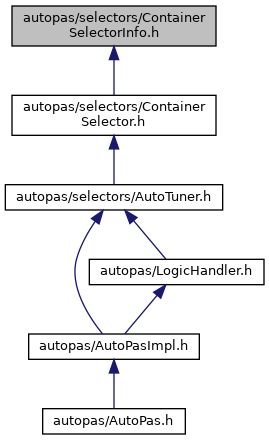 autopas/selectors/Container
SelectorInfo.h
autopas/selectors/Container
Selector.h
autopas/selectors/AutoTuner.h
autopas/LogicHandler.h
autopas/AutoPasImpl.h
autopas/AutoPas.h